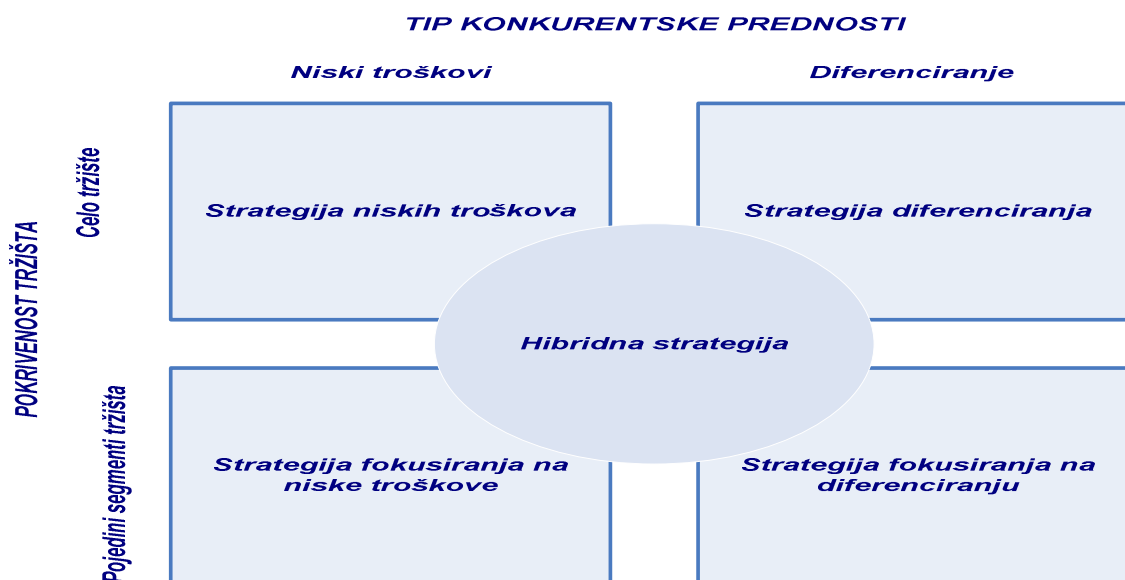 TIP KONKURENTSKE PREDNOSTI
Niski troškovi
Diferenciranje
POKRIVENOST TRŽIŠTA
Celo tržište
Strategija niskih troškova
Strategija diferenciranja
Hibridna strategija
Pojedini segmenti tržišta
Strategija fokusiranja na
niske troškove
Strategija fokusiranja na
diferenciranju